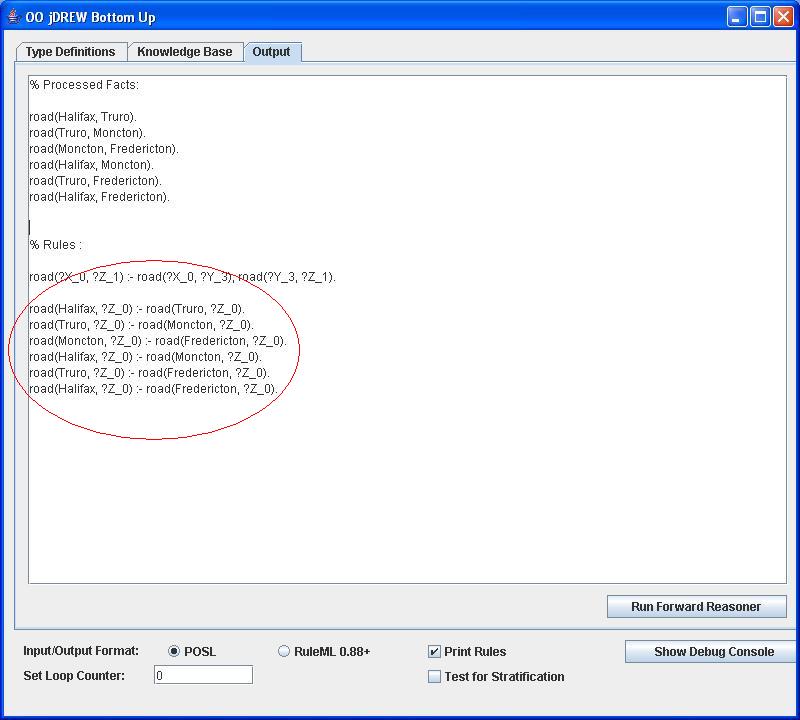 OO jDREW Bottom Up
Type Definitions Knowledge Base Output
% Processed Facts:
road(Halifax, Truro).
road(Truro, Moncton).
road(Moncton, Fredericton).
road(Halifax, Moncton).
road(Truro, Fredericton).
road(Halifax, Fredericton).
% Rules :
road(?X_0, ?Z_1) :- road(?X_0, ?Y_3), road(?Y_3, ?Z_1).
road(Halifax, ?Z_0) :- road(Truro, ?Z_0).
road(Truro, ?Z_0) :- road(Moncton, ?Z_0).
road(Moncton, ?Z_0) :- road(Fredericton, ?Z_0).
road(Halifax, ?Z_0) :- road(Moncton, ?Z_0).
road(Truro, ?Z_0) :- road(Fredericton, ?Z_0).
road(Halifax, ?Z_0) :- road(Fredericton, ?Z_0).
Run Forward Reasoner
Input/Output Format: POSL RuleML 0.88+ Print Rules Show Debug Console
Set Loop Counter: 0 Test for Stratification